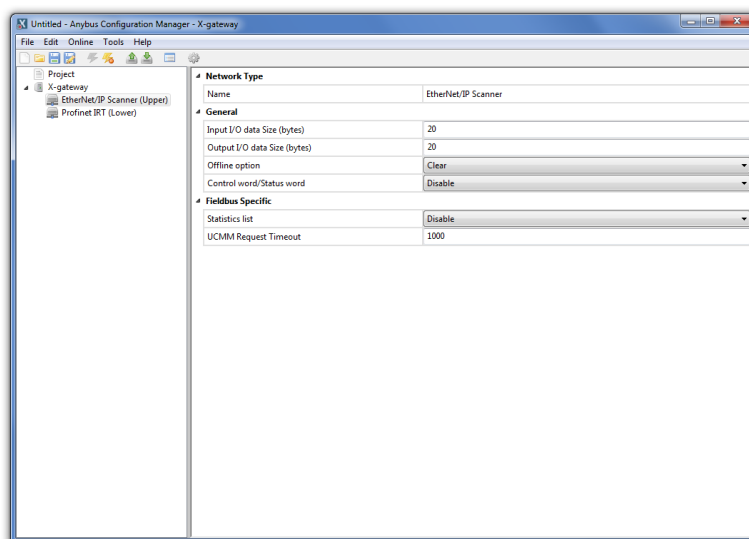 Untitled - Anybus Configuration Manager - X-gateway
File Edit Online Tools Help
Project
X-gateway
EtherNet/IP Scanner (Upper)
Profinet IRT (Lower)
Network Type
Name EtherNet/IP Scanner
General
Input I/O data Size (bytes) 20
Output I/O data Size (bytes) 20
Offline option Clear
Control word/Status word Disable
Fieldbus Specific
Statistics list Disable
UCMM Request Timeout 1000